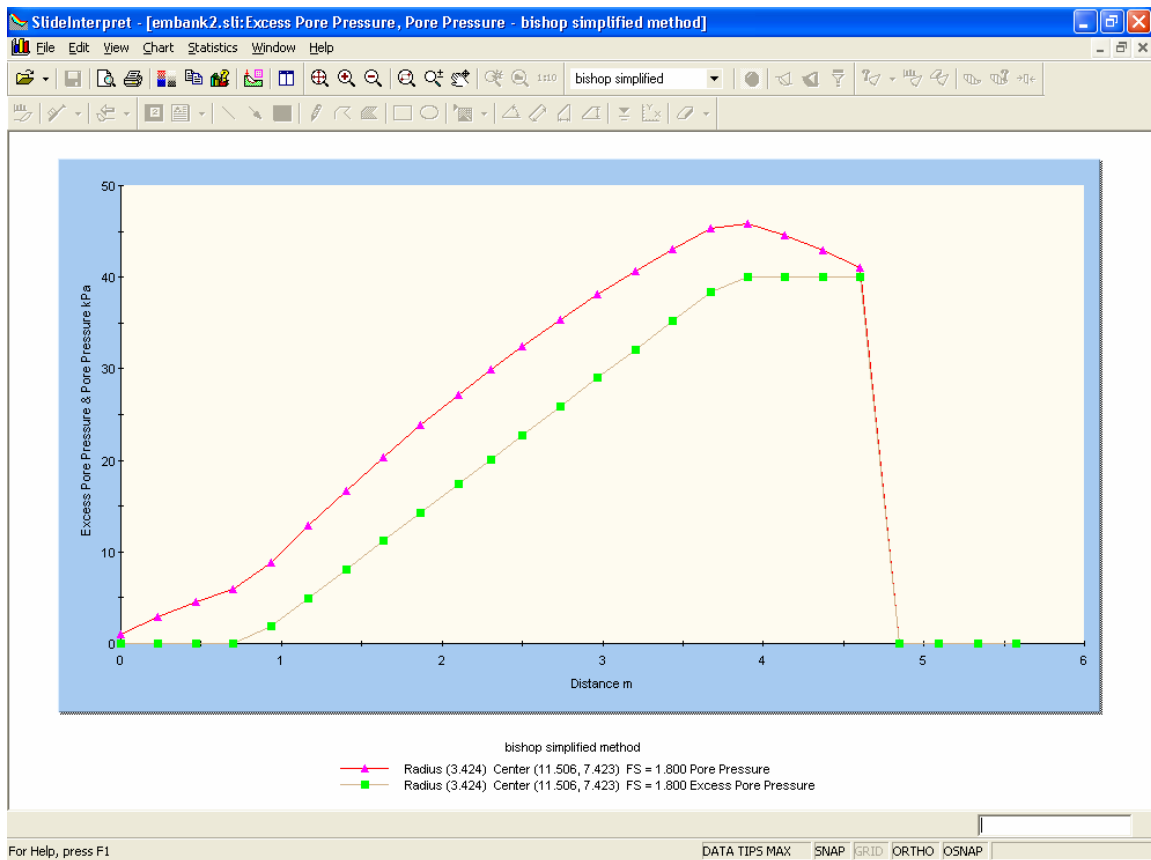 SlideInterpret - [embank2.sli:Excess Pore Pressure, Pore Pressure - bishop simplified method]
File Edit View Chart Statistics Window Help
1:10 bishop simplified
50
40
30
20
10
0
Excess Pore Pressure & Pore Pressure kPa
0 1 2 3 4 5 6
Distance m
bishop simplified method
Radius (3.424) Center (11.506, 7.423) FS = 1.800 Pore Pressure
Radius (3.424) Center (11.506, 7.423) FS = 1.800 Excess Pore Pressure
For Help, press F1 DATA TIPS MAX SNAP GRID ORTHO OSNAP